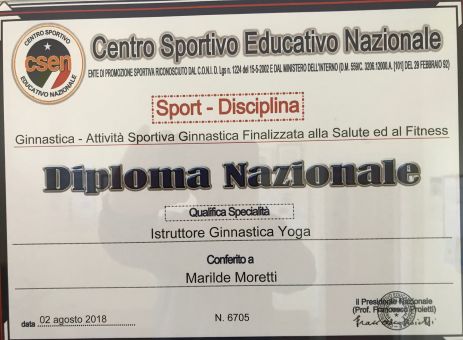 CENTRO SPORTIVO
csen
EDUCATIVO NAZIONALE
Centro Sportivo Educativo Nazionale
ENTE DI PROMOZIONE SPORTIVA RICONOSCIUTO DAL C.O.N.I. D. Lgs n. 1224 del 15-5-2002 E DAL MINISTERO DELL'INTERNO (D.M. 559/C. 3206.12000.A. [101] DEL 29 FEBBRAIO 92)
Sport - Disciplina
Ginnastica - Attività Sportiva Ginnastica Finalizzata alla Salute ed al Fitness
Diploma Nazionale
Qualifica Specialità
Istruttore Ginnastica Yoga
Conferito a
Marilde Moretti
Il Presidente Nazionale
(Prof. Francesco Proietti)
data 02 agosto 2018
N. 6705